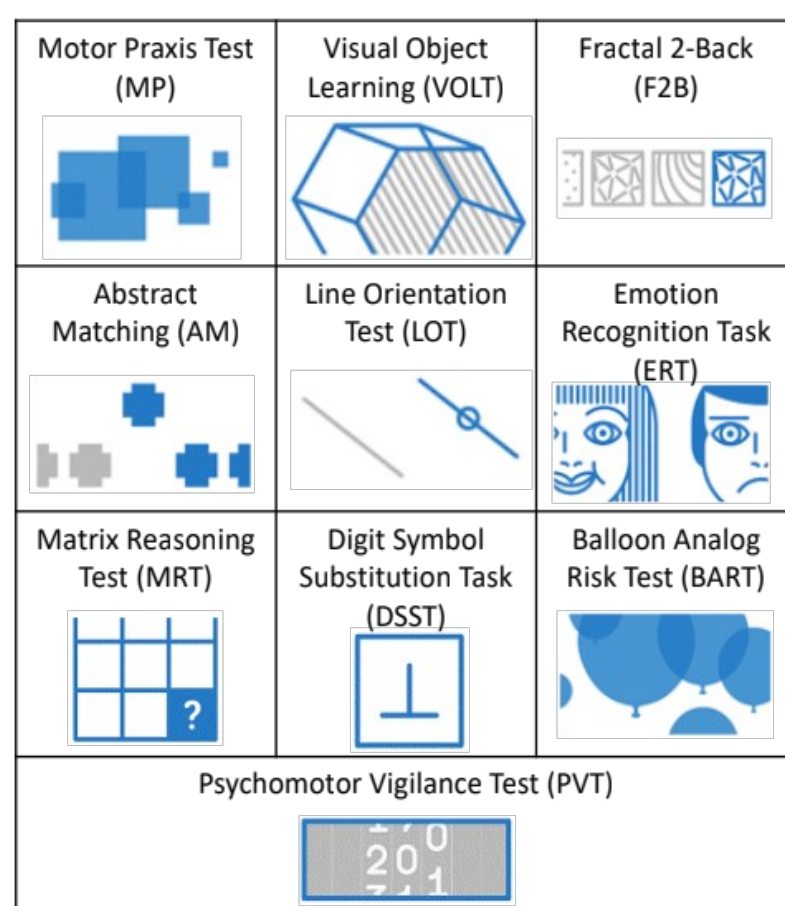 Motor Praxis Test
(MP)
Visual Object
Learning (VOLT)
Fractal 2-Back
(F2B)
Abstract
Matching (AM)
Line Orientation
Test (LOT)
Emotion
Recognition Task
(ERT)
Matrix Reasoning
Test (MRT)
?
Digit Symbol
Substitution Task
(DSST)
Balloon Analog
Risk Test (BART)
Psychomotor Vigilance Test (PVT)
0
20
1